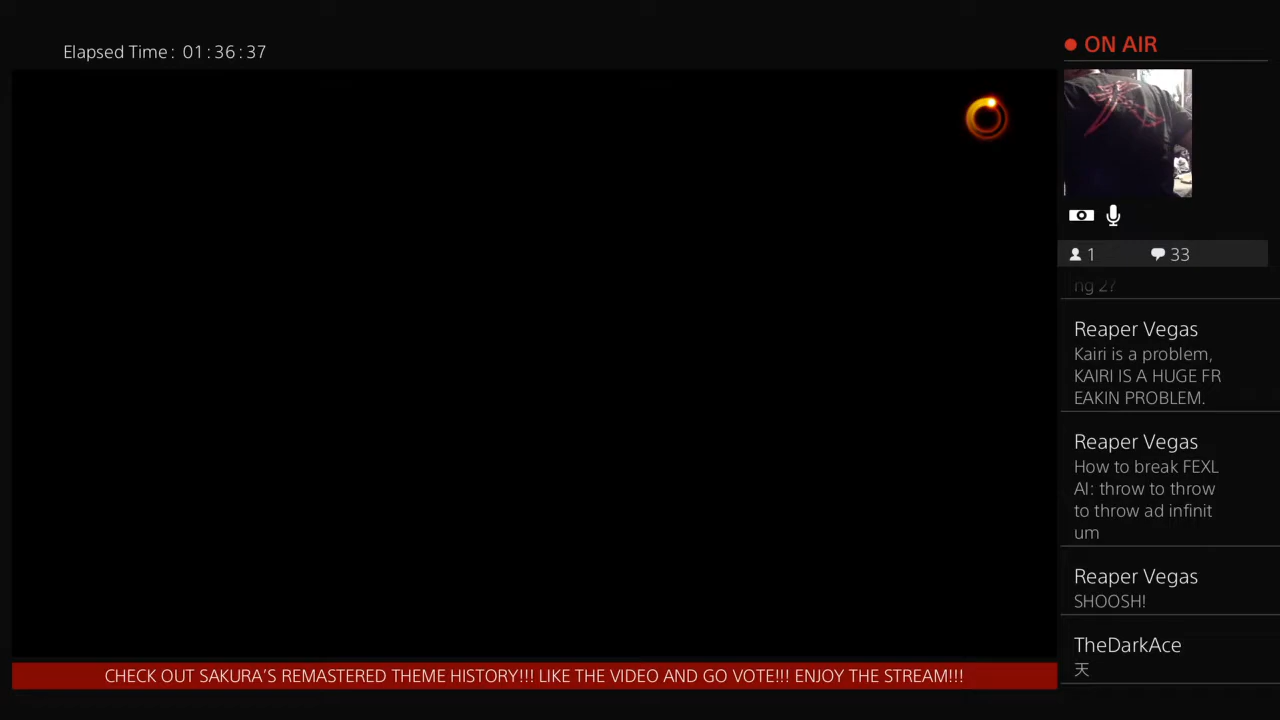 Elapsed Time: 01:36:37
ON AIR
1 33
ng 2?
Reaper Vegas
Kairi is a problem,
KAIRI IS A HUGE FR
EAKIN PROBLEM.
Reaper Vegas
How to break FEXL
AI: throw to throw
to throw ad infinit
um
Reaper Vegas
SHOOSH!
TheDarkAce
天
CHECK OUT SAKURA'S REMASTERED THEME HISTORY!!! LIKE THE VIDEO AND GO VOTE!!! ENJOY THE STREAM!!!